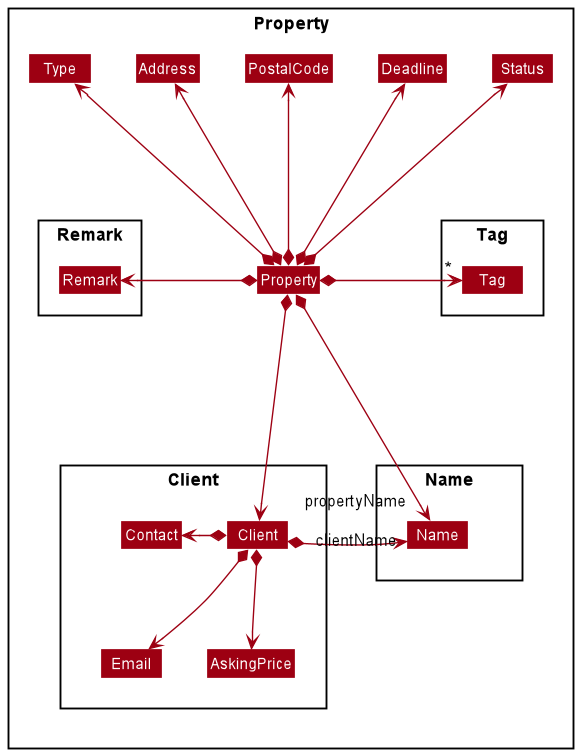 Property
Type
Address
PostalCode
Deadline
Status
Remark
Tag
Remark
Property
*
Tag
Client
Name
propertyName
Contact
Client
clientName
Name
Email
AskingPrice